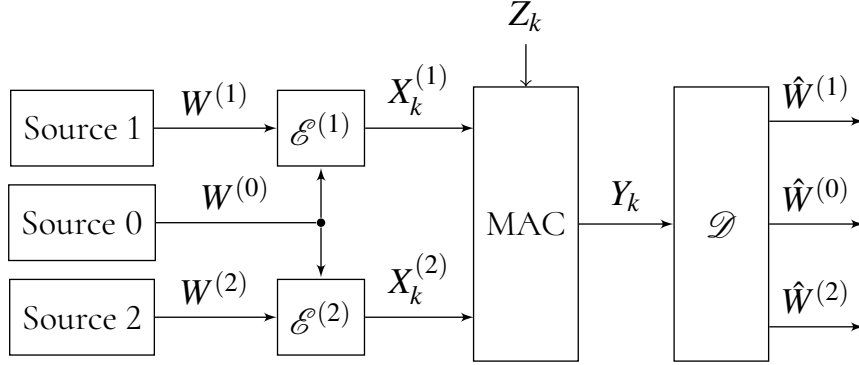 Z_k
Source 1 W^{(1)} ℰ^{(1)} X_k^{(1)} Ŵ^{(1)}
Source 0 W^{(0)} MAC Y_k 𝒟 Ŵ^{(0)}
Source 2 W^{(2)} ℰ^{(2)} X_k^{(2)} Ŵ^{(2)}